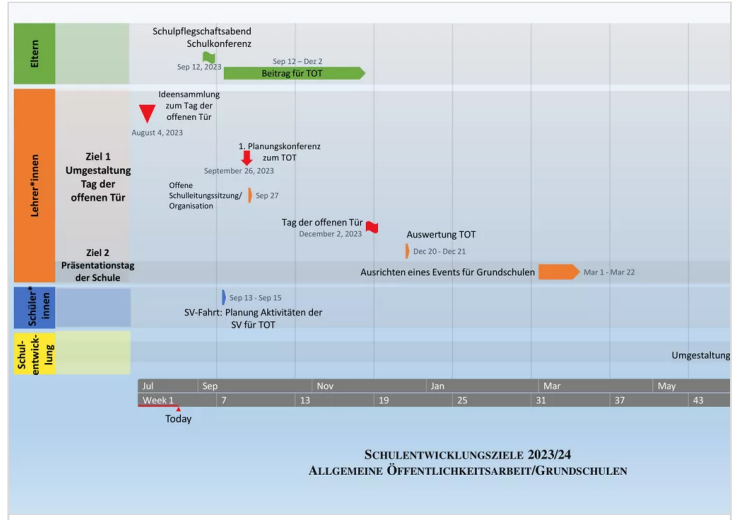 Eltern
Schulpflegschaftsabend
Schulkonferenz
Sep 12, 2023
Sep 12 – Dez 2
Beitrag für TOT
Lehrer*innen
Ziel 1
Umgestaltung
Tag der
offenen Tür
Ideensammlung
zum Tag der
offenen Tür
August 4, 2023
1. Planungskonferenz
zum TOT
September 26, 2023
Offene
Schulleitungssitzung/
Organisation
Sep 27
Tag der offenen Tür
December 2, 2023
Auswertung TOT
Dec 20 - Dec 21
Ziel 2
Präsentationstag
der Schule
Ausrichten eines Events für Grundschulen
Mar 1 - Mar 22
Schüler*
innen
Sep 13 - Sep 15
SV-Fahrt: Planung Aktivitäten der
SV für TOT
Schul-
entwick-
lung
Umgestaltung
Jul Sep Nov Jan Mar May
Week 1 7 13 19 25 31 37 43
Today
SCHULENTWICKLUNGSZIELE 2023/24
ALLGEMEINE ÖFFENTLICHKEITSARBEIT/GRUNDSCHULEN